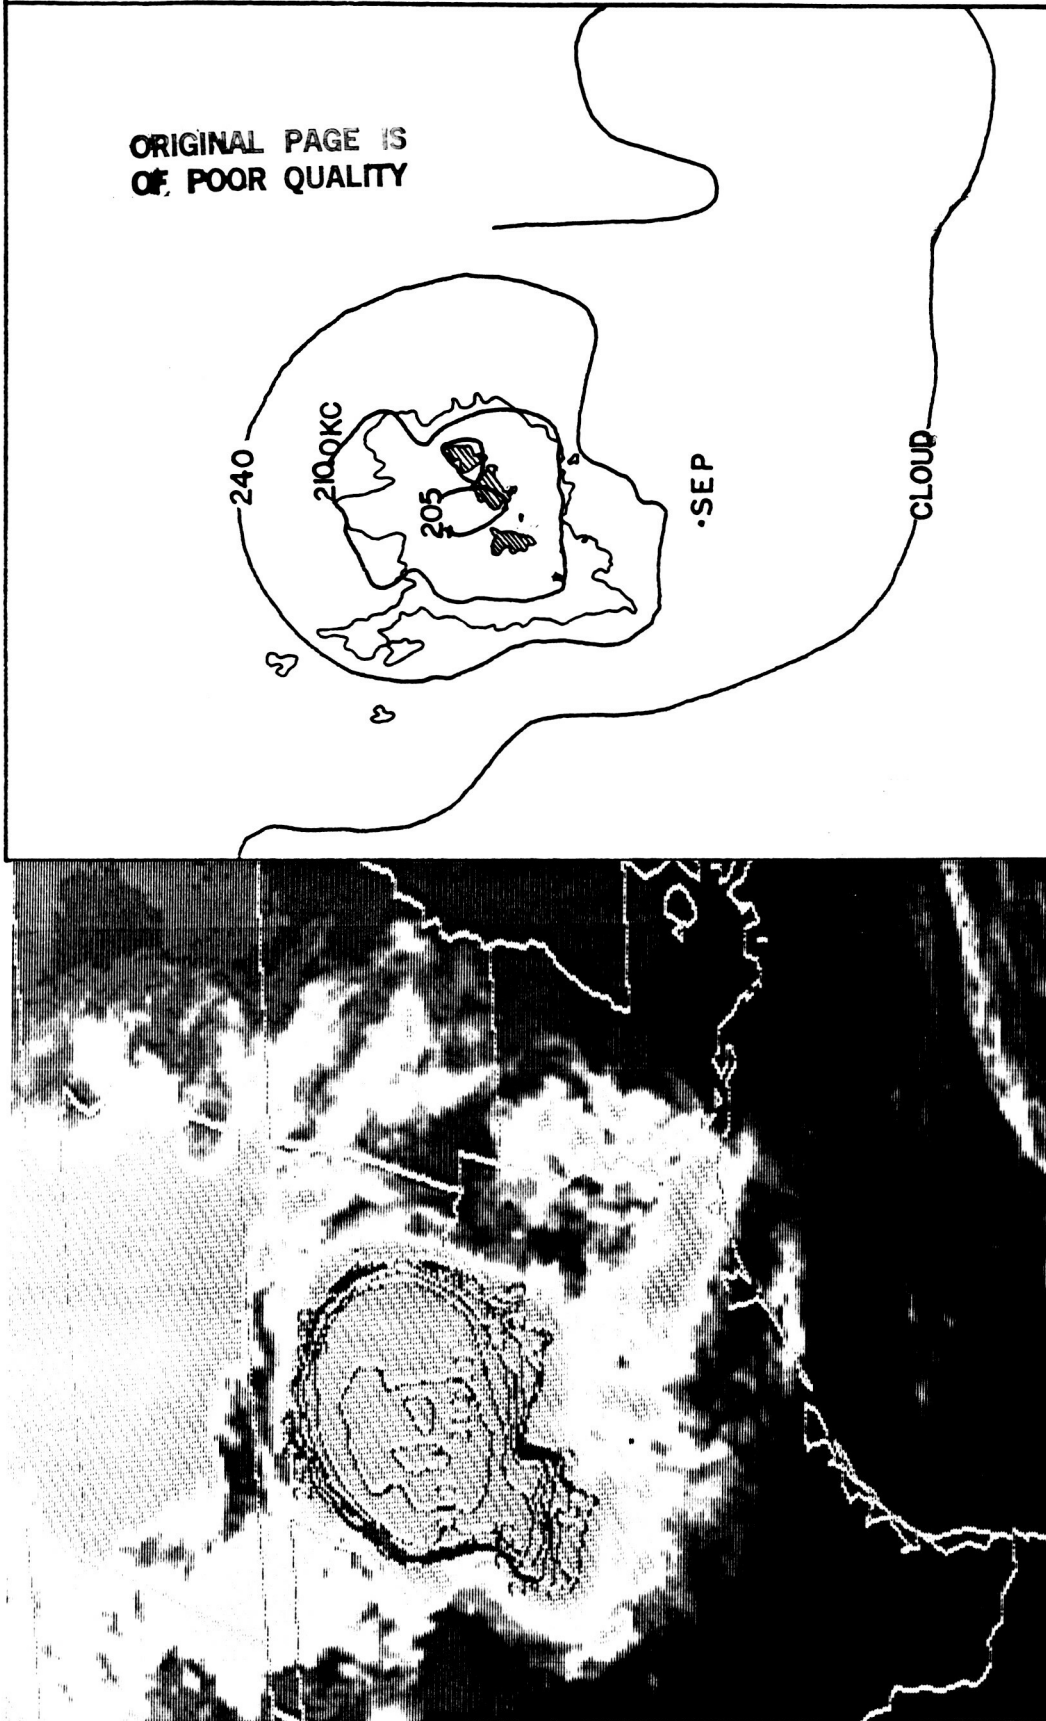 ORIGINAL PAGE IS
OF POOR QUALITY
240
210
OKC
205
SEP
CLOUD